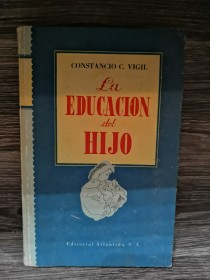 CONSTANCIO C. VIGIL
La
EDUCACION
del
HIJO
Editorial Atlántida, S. A.